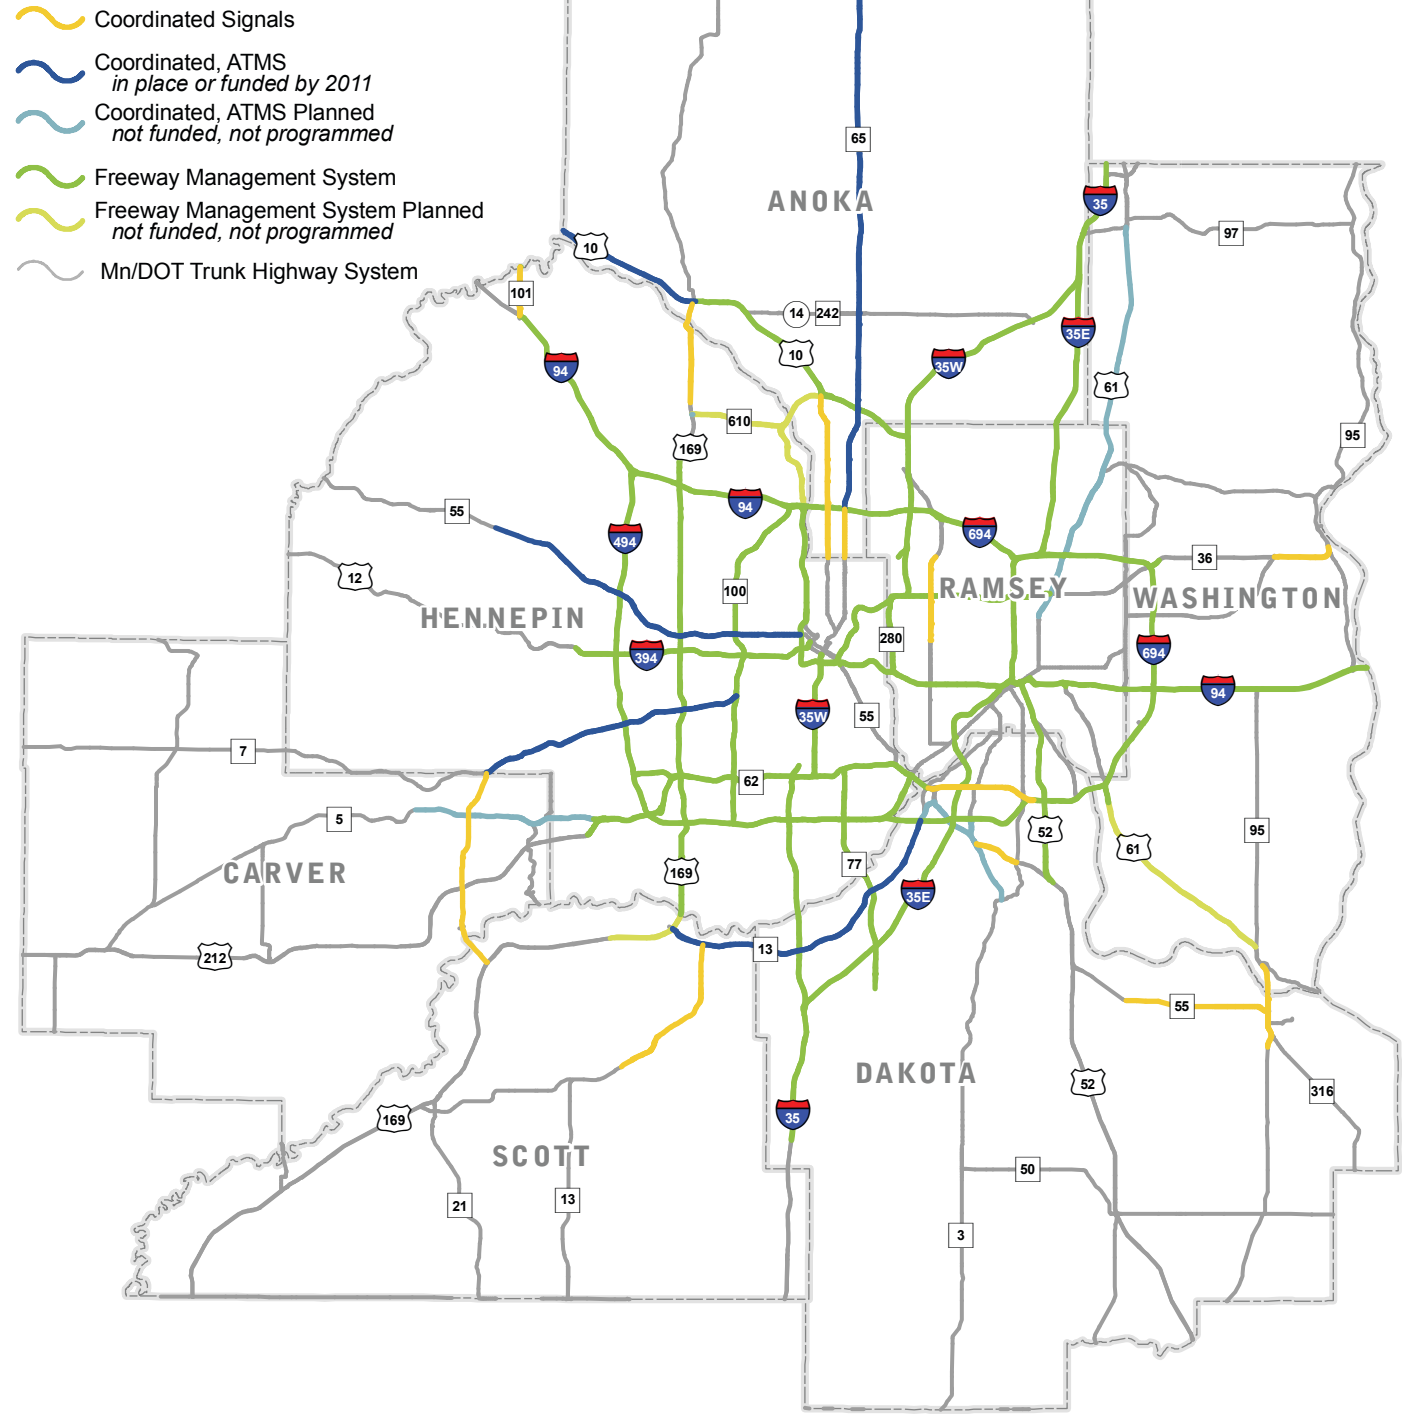 Coordinated Signals
Coordinated, ATMS
in place or funded by 2011
Coordinated, ATMS Planned
not funded, not programmed
Freeway Management System
Freeway Management System Planned
not funded, not programmed
Mn/DOT Trunk Highway System
65
ANOKA
35
97
10
101
14
242
35E
10
35W
94
61
610
95
169
94
55
694
494
36
12
100
RAMSEY
WASHINGTON
HENNEPIN
280
394
694
94
35W
55
7
62
5
52
95
61
77
CARVER
169
35E
13
212
55
DAKOTA
52
316
35
169
SCOTT
50
21
13
3